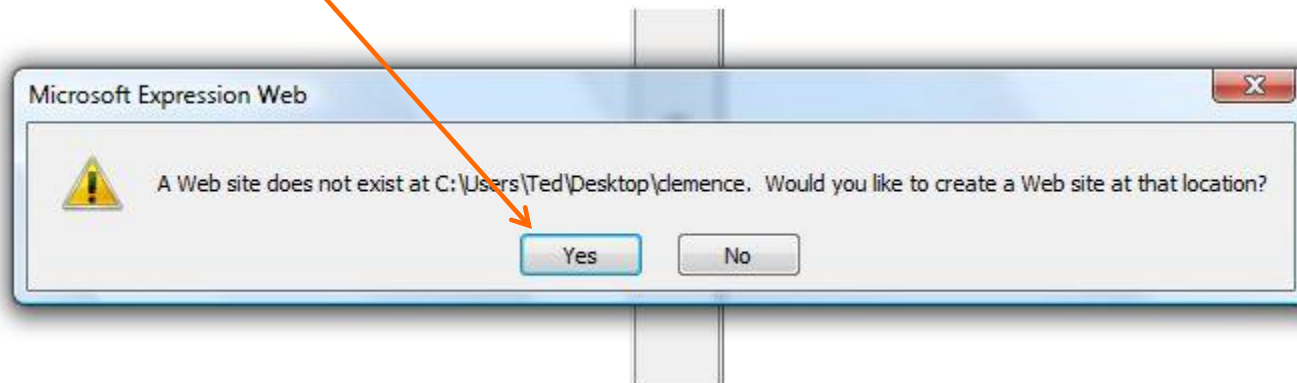 Microsoft Expression Web
A Web site does not exist at C:\Users\Ted\Desktop\clemence. Would you like to create a Web site at that location?
Yes No